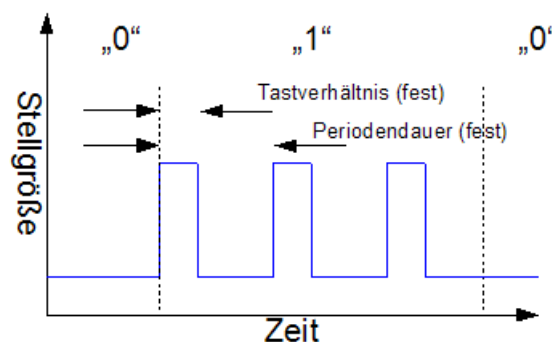 „0“ „1“ „0“
Tastverhältnis (fest)
Periodendauer (fest)
Stellgröße
Zeit